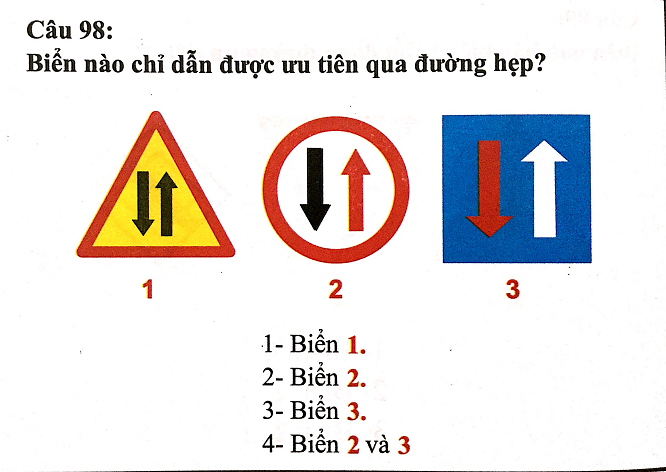 Câu 98:
Biển nào chỉ dẫn được ưu tiên qua đường hẹp?
1 2 3
1- Biển 1.
2- Biển 2.
3- Biển 3.
4- Biển 2 và 3